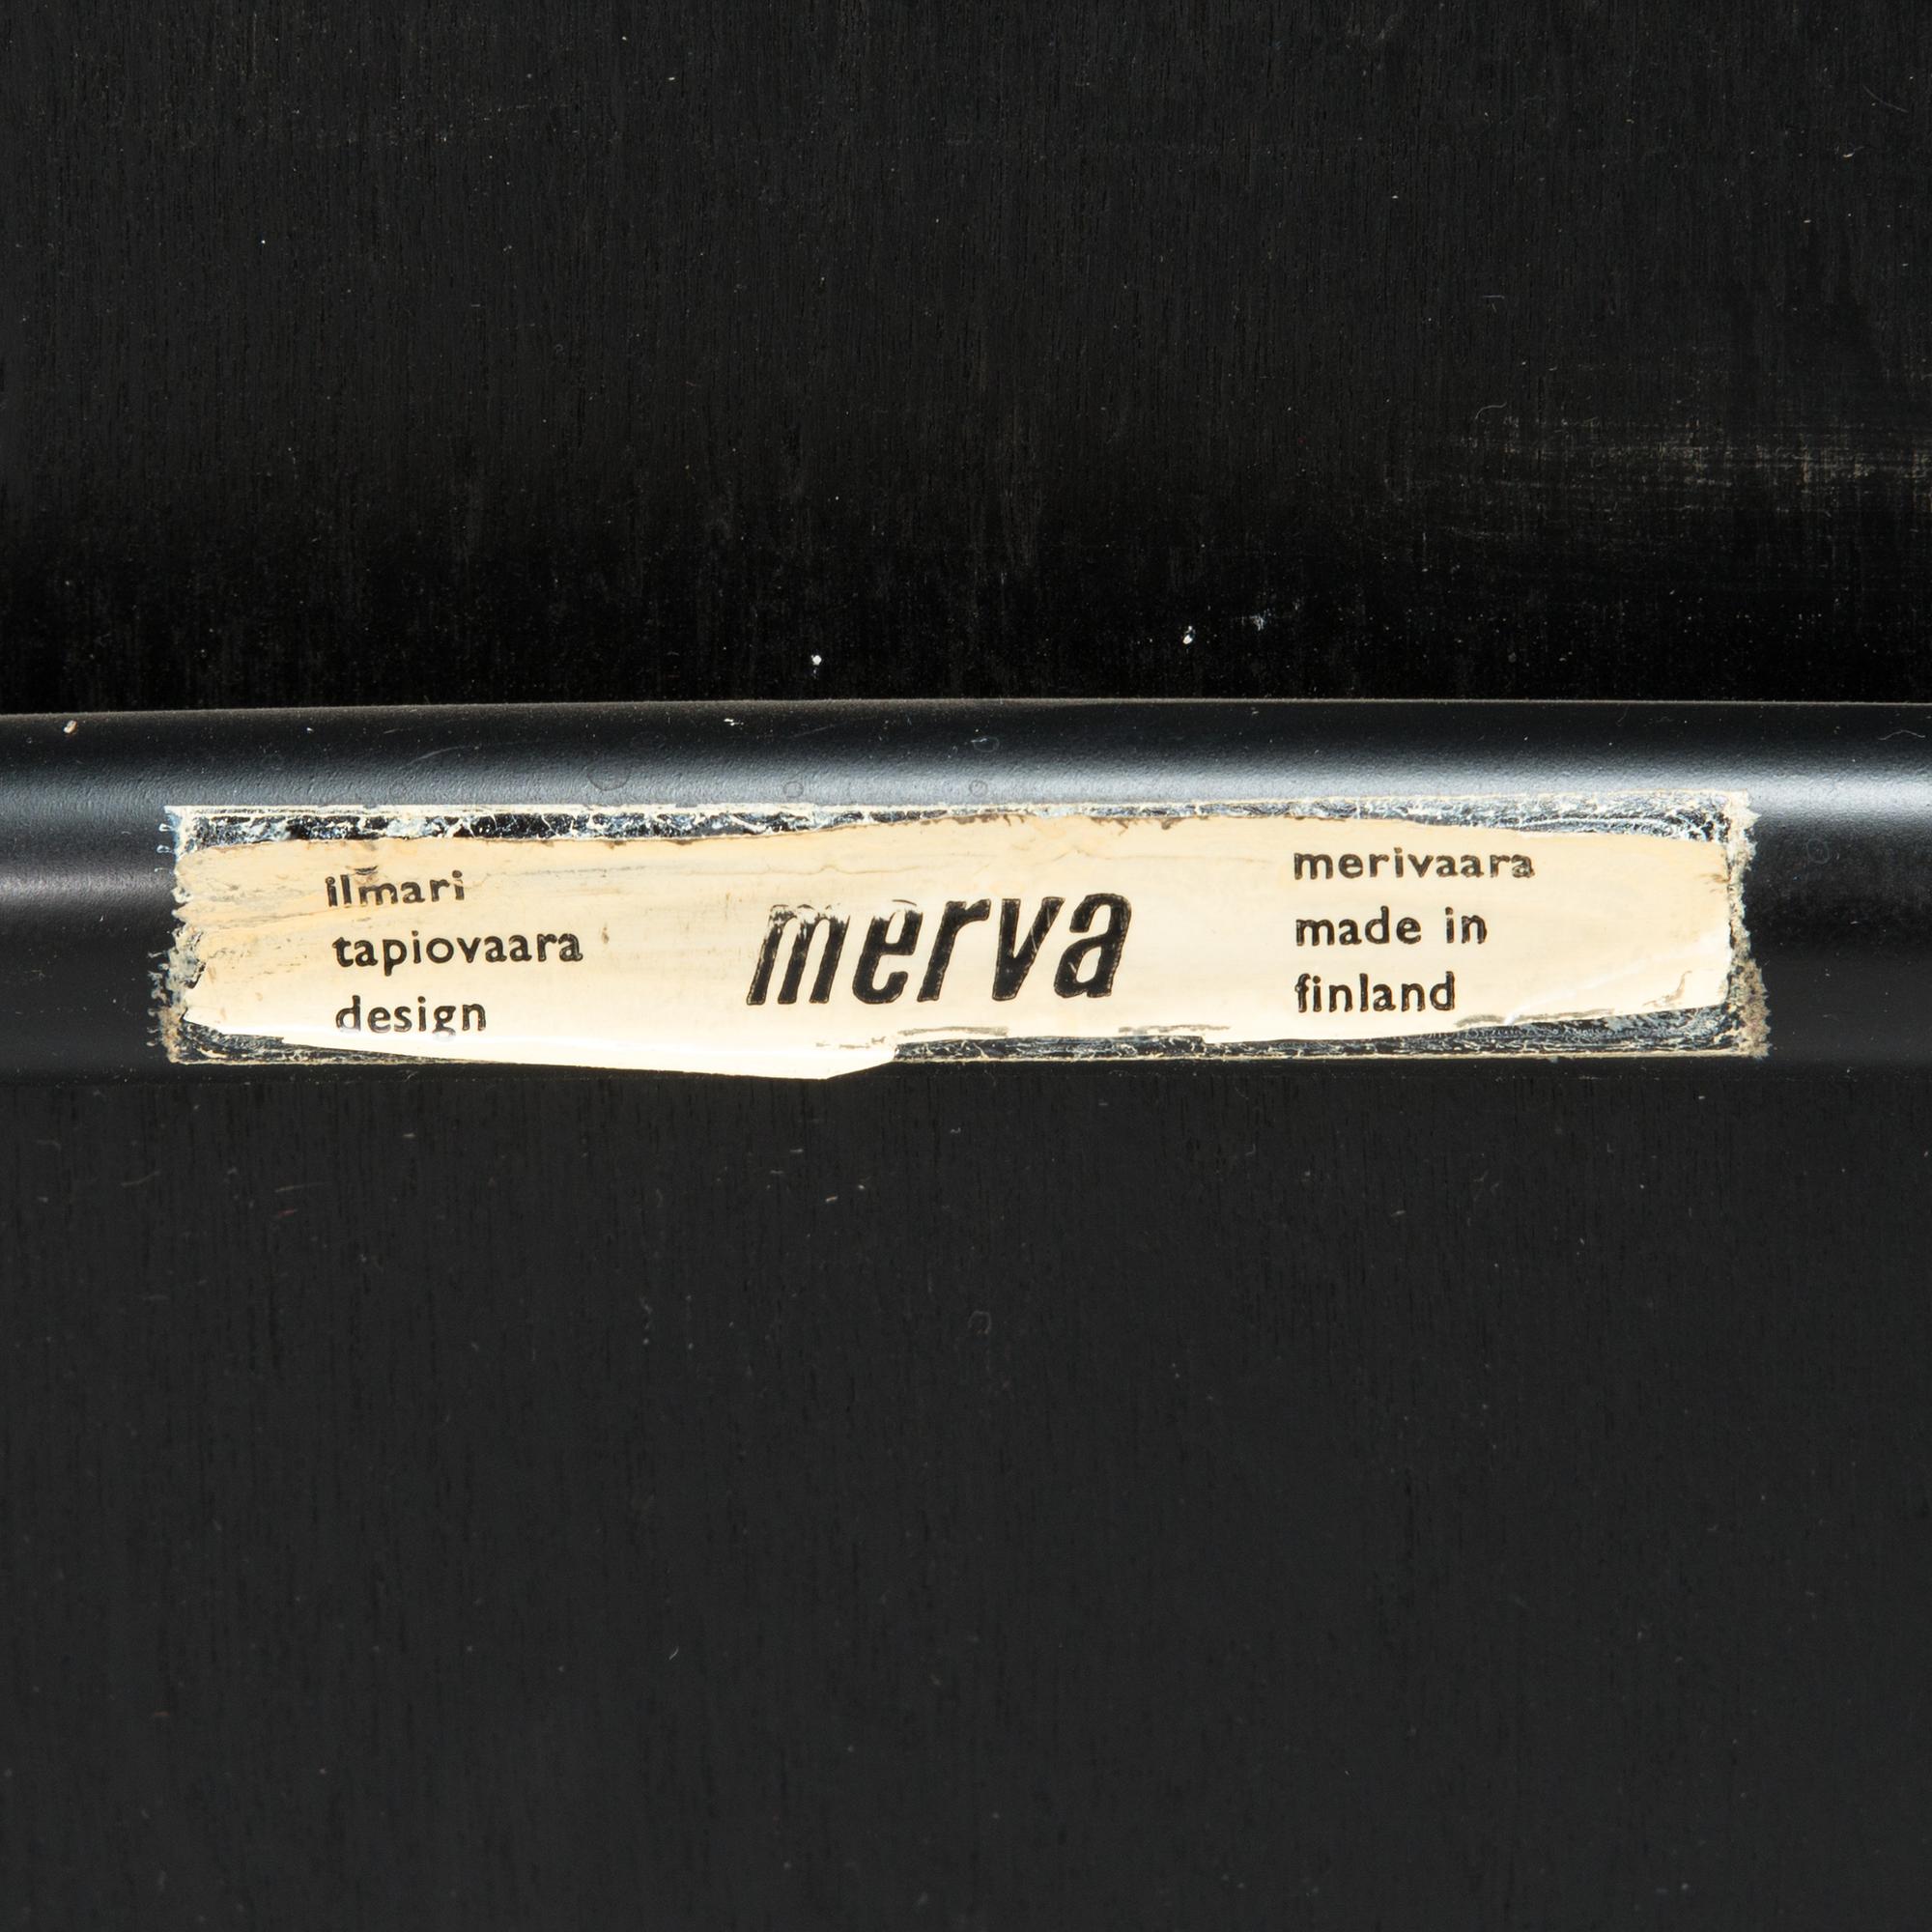 ilmari
tapiovaara
design
merva
merivaara
made in
finland